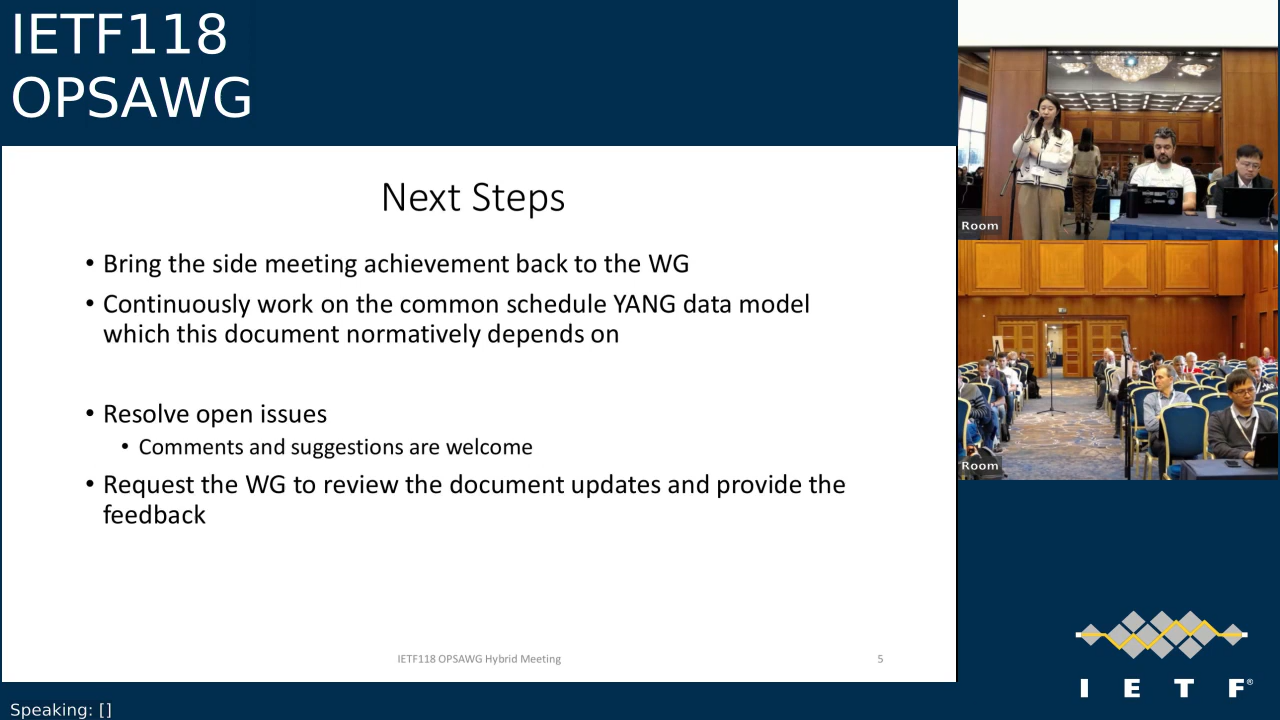 IETF118
OPSAWG
Next Steps
• Bring the side meeting achievement back to the WG
• Continuously work on the common schedule YANG data model
which this document normatively depends on
• Resolve open issues
• Comments and suggestions are welcome
• Request the WG to review the document updates and provide the
feedback
IETF118 OPSAWG Hybrid Meeting
5
Room
Room
I E T F®
Speaking: []